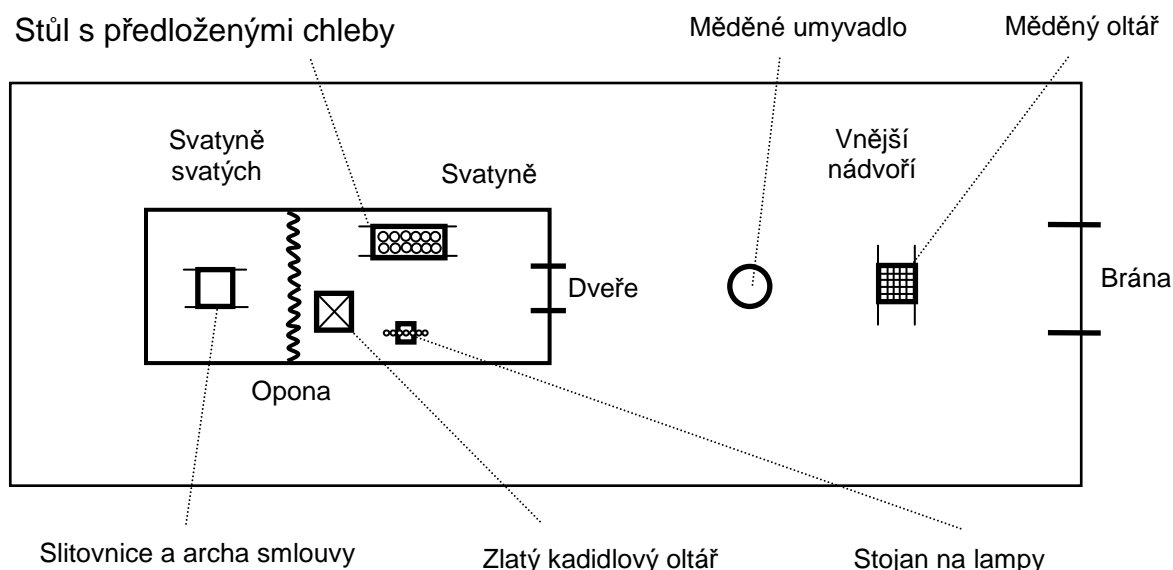 Stůl s předloženými chleby
Měděné umyvadlo
Měděný oltář
Svatyně
svatých
Svatyně
Vnější
nádvoří
Dveře
Brána
Opona
Slitovnice a archa smlouvy
Zlatý kadidlový oltář
Stojan na lampy